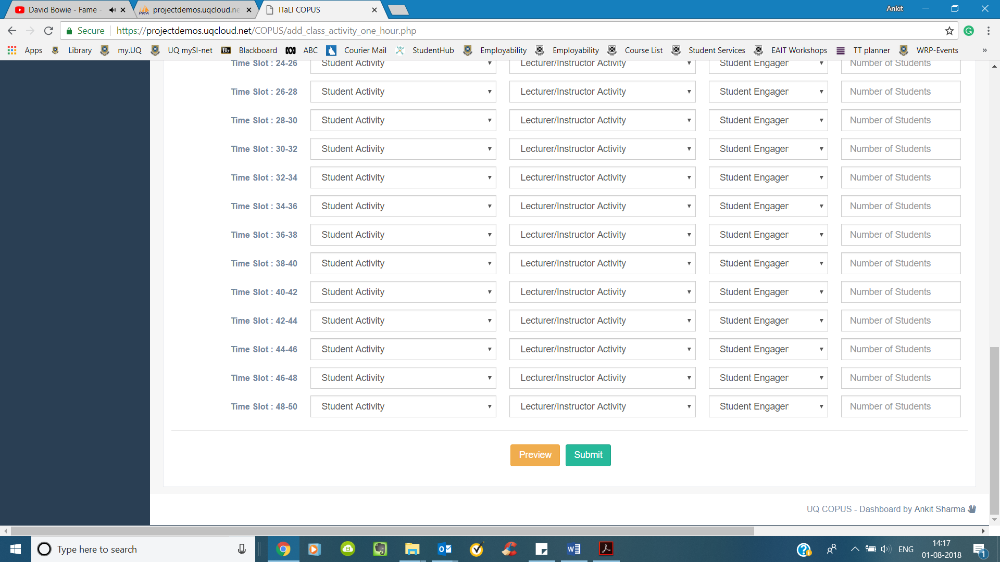 David Bowie - Fame -
projectdemos.uqcloud.ne
ITaLI COPUS
Ankit
Secure https://projectdemos.uqcloud.net/COPUS/add_class_activity_one_hour.php
Apps Library my.UQ UQ mySI-net Blackboard ABC Courier Mail StudentHub Employability Employability Course List Student Services EAIT Workshops TT planner WRP-Events »
Time Slot : 24-26 Student Activity Lecturer/Instructor Activity Student Engager Number of Students
Time Slot : 26-28 Student Activity Lecturer/Instructor Activity Student Engager Number of Students
Time Slot : 28-30 Student Activity Lecturer/Instructor Activity Student Engager Number of Students
Time Slot : 30-32 Student Activity Lecturer/Instructor Activity Student Engager Number of Students
Time Slot : 32-34 Student Activity Lecturer/Instructor Activity Student Engager Number of Students
Time Slot : 34-36 Student Activity Lecturer/Instructor Activity Student Engager Number of Students
Time Slot : 36-38 Student Activity Lecturer/Instructor Activity Student Engager Number of Students
Time Slot : 38-40 Student Activity Lecturer/Instructor Activity Student Engager Number of Students
Time Slot : 40-42 Student Activity Lecturer/Instructor Activity Student Engager Number of Students
Time Slot : 42-44 Student Activity Lecturer/Instructor Activity Student Engager Number of Students
Time Slot : 44-46 Student Activity Lecturer/Instructor Activity Student Engager Number of Students
Time Slot : 46-48 Student Activity Lecturer/Instructor Activity Student Engager Number of Students
Time Slot : 48-50 Student Activity Lecturer/Instructor Activity Student Engager Number of Students
Preview Submit
UQ COPUS - Dashboard by Ankit Sharma
Type here to search
ENG
14:17
01-08-2018
1